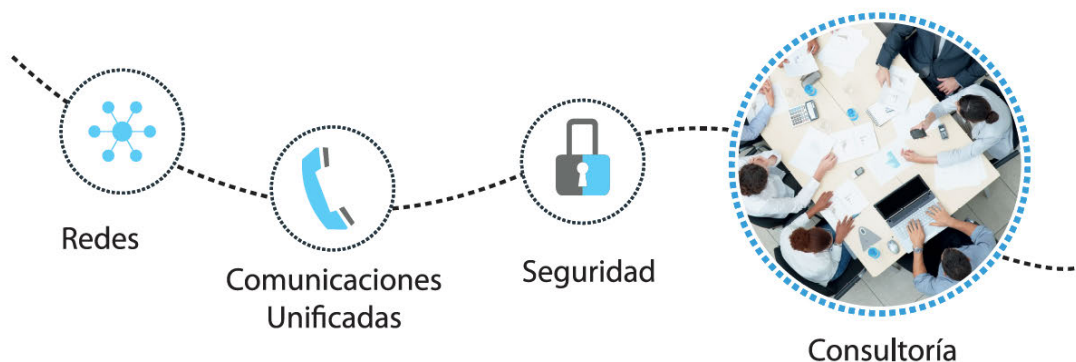 Redes
Comunicaciones
Unificadas
Seguridad
Consultoría